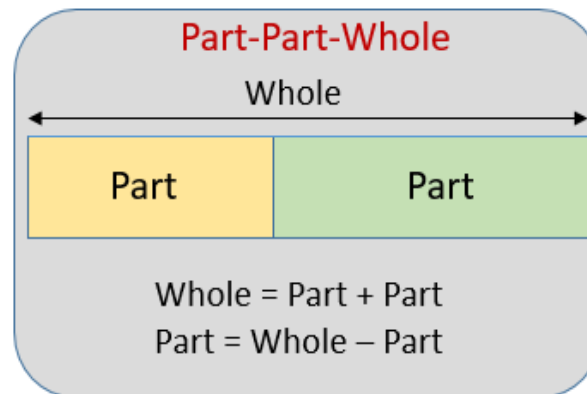 Part-Part-Whole
Whole
Part Part
Whole = Part + Part
Part = Whole – Part